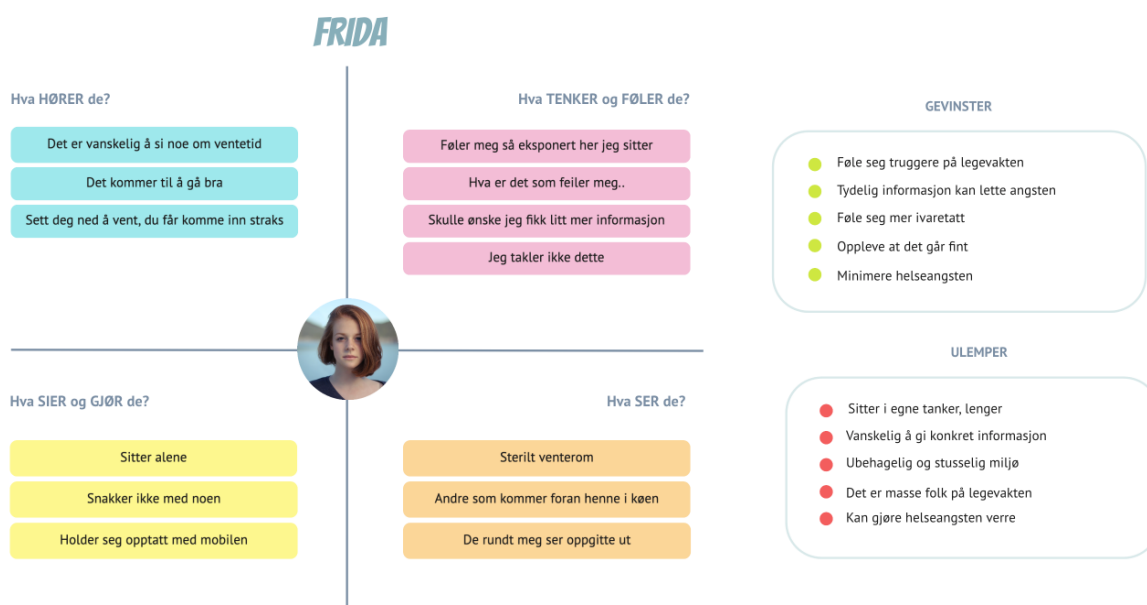 FRIDA
Hva HØRER de?
Det er vanskelig å si noe om ventetid
Det kommer til å gå bra
Sett deg ned å vent, du får komme inn straks
Hva TENKER og FØLER de?
Føler meg så eksponert her jeg sitter
Hva er det som feiler meg..
Skulle ønske jeg fikk litt mer informasjon
Jeg takler ikke dette
Hva SIER og GJØR de?
Sitter alene
Snakker ikke med noen
Holder seg opptatt med mobilen
Hva SER de?
Sterilt venterom
Andre som kommer foran henne i køen
De rundt meg ser oppgitte ut
GEVINSTER
Føle seg truggere på legevakten
Tydelig informasjon kan lette angsten
Føle seg mer ivaretatt
Oppleve at det går fint
Minimere helseangsten
ULEMPER
Sitter i egne tanker, lenger
Vanskelig å gi konkret informasjon
Ubehagelig og stusselig miljø
Det er masse folk på legevakten
Kan gjøre helseangsten verre